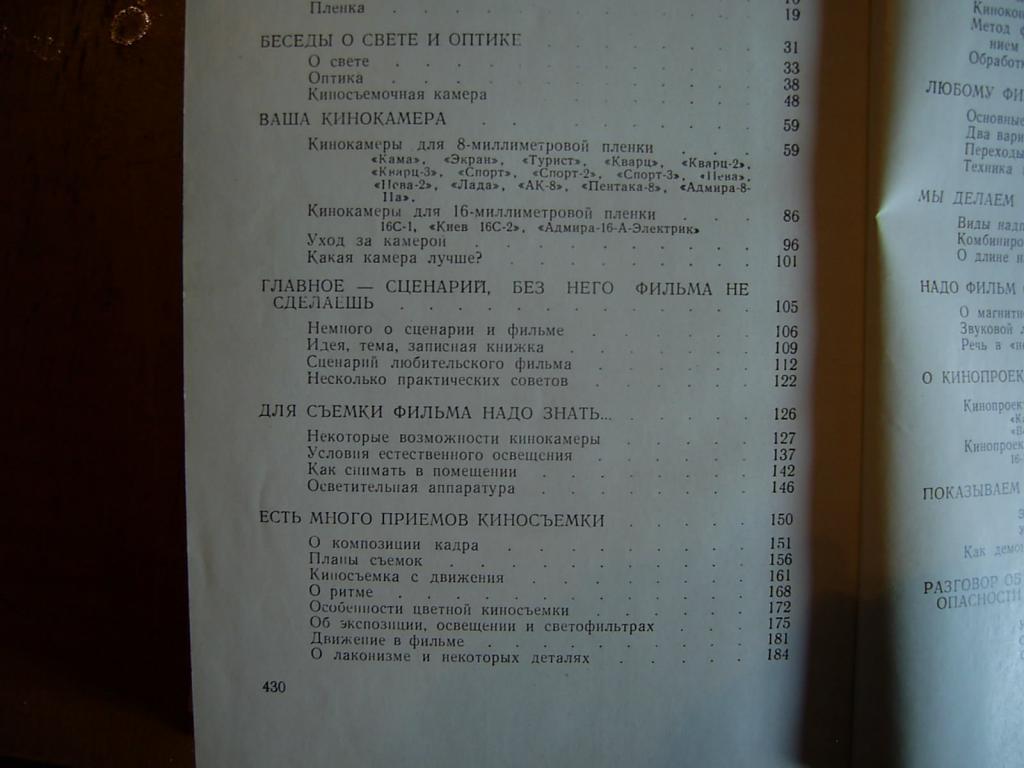 Пленка . . . . . . . . . 19
БЕСЕДЫ О СВЕТЕ И ОПТИКЕ 31
О свете . . . . . . . . 33
Оптика . . . . . . . . 38
Киносъемочная камера . . . . . 48
ВАША КИНОКАМЕРА . . . . . 59
Кинокамеры для 8-миллиметровой пленки . . . 59
«Кама», «Экран», «Турист», «Кварц», «Кварц-2»,
«Кварц-3», «Спорт», «Спорт-2», «Спорт-3», «Нева»,
«Нева-2», «Лада», «АК-8», «Пентака-8», «Адмира-8-
IIа».
Кинокамеры для 16-миллиметровой пленки . . . 86
16С-1, «Киев 16С-2», «Адмира-16-А-Электрик»
Уход за камерой . . . . . . . 96
Какая камера лучше? . . . . . . 101
ГЛАВНОЕ — СЦЕНАРИЙ, БЕЗ НЕГО ФИЛЬМА НЕ
СДЕЛАЕШЬ . . . . . . . . 105
Немного о сценарии и фильме . . . . 106
Идея, тема, записная книжка . . . . . 109
Сценарий любительского фильма . . . . 112
Несколько практических советов . . . . 122
ДЛЯ СЪЕМКИ ФИЛЬМА НАДО ЗНАТЬ... . . . . 126
Некоторые возможности кинокамеры . . . . 127
Условия естественного освещения . . . . 137
Как снимать в помещении . . . . . 142
Осветительная аппаратура . . . . . 146
ЕСТЬ МНОГО ПРИЕМОВ КИНОСЪЕМКИ . . . . 150
О композиции кадра . . . . . . 151
Планы съемок . . . . . . . 156
Киносъемка с движения . . . . . 161
О ритме . . . . . . . . 168
Особенности цветной киносъемки . . . . 172
Об экспозиции, освещении и светофильтрах . . . 175
Движение в фильме . . . . . . 181
О лаконизме и некоторых деталях . . . . 184
430
Метод
нием
ЛЮБОМУ
Основные
Два
Переходы
Техника
МЫ ДЕЛАЕМ
Виды
О длине
НАДО ФИЛЬМ
О
Звуковой
Речь в
О
ПОКАЗЫВАЕМ
Как
РАЗГОВОР ОБ
ОПАСНОСТИ